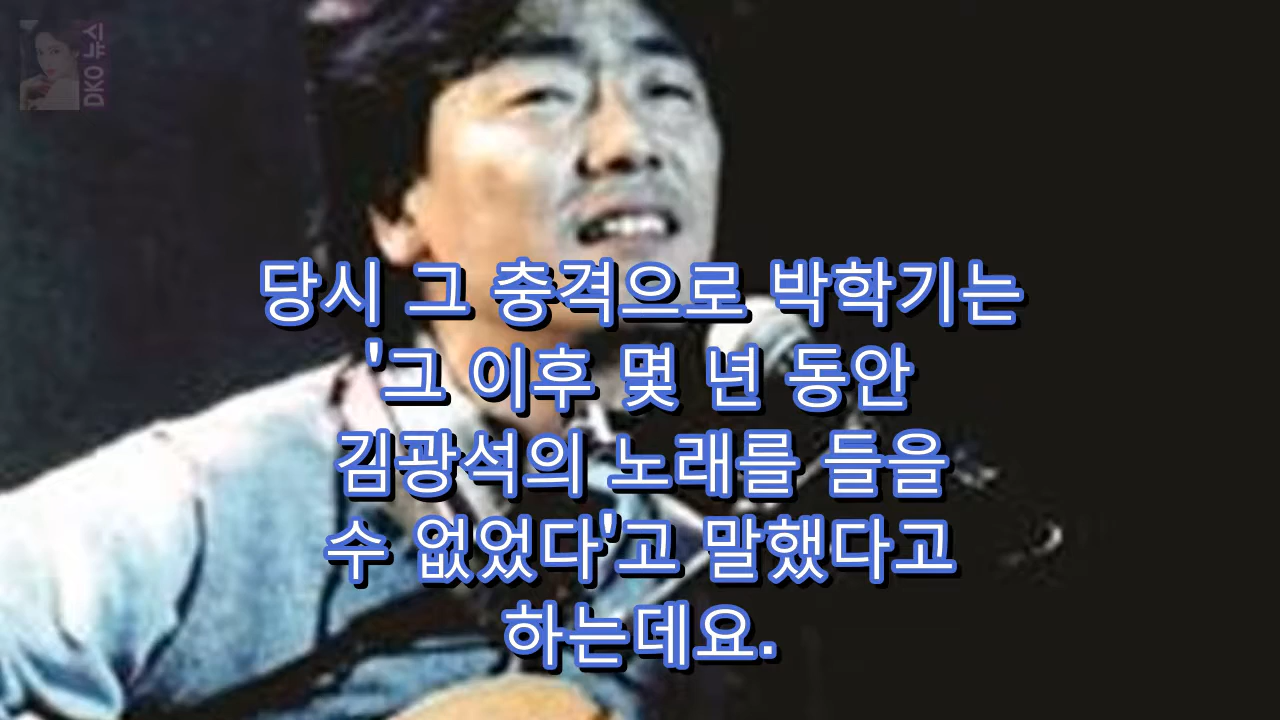 DKO 뉴스
당시 그 충격으로 박학기는
'그 이후 몇 년 동안
김광석의 노래를 들을
수 없었다'고 말했다고
하는데요.